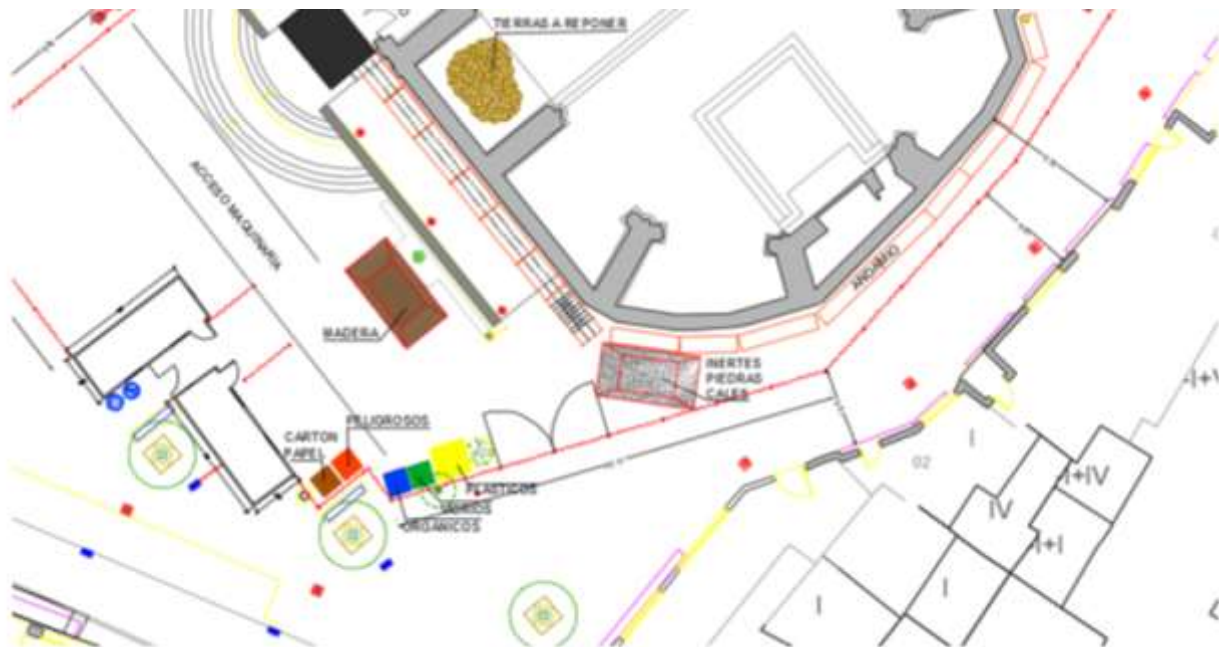 TIERRAS A REPONER
ACCESO MAQUINARIA
MADERA
ANDAMIO
INERTES
PIEDRAS
CALES
PELIGROSOS
CARTON
PAPEL
PLASTICOS
VIDRIOS
ORGANICOS
02
I
I+IV
IV
I
I